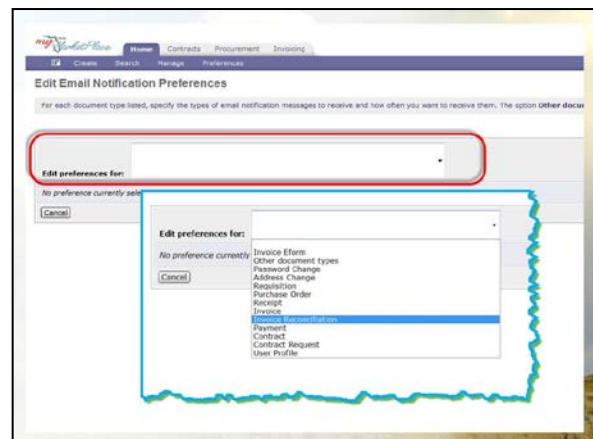 my MarketPlace
Home Contracts Procurement Invoicing
Create Search Manage Preferences
Edit Email Notification Preferences
For each document type listed, specify the types of email notification messages to receive and how often you want to receive them. The option Other docu
Edit preferences for:
No preference currently sele
Cancel
Edit preferences for:
No preference currently
Cancel
Invoice Eform
Other document types
Password Change
Address Change
Requisition
Purchase Order
Receipt
Invoice
Invoice Reconciliation
Payment
Contract
Contract Request
User Profile